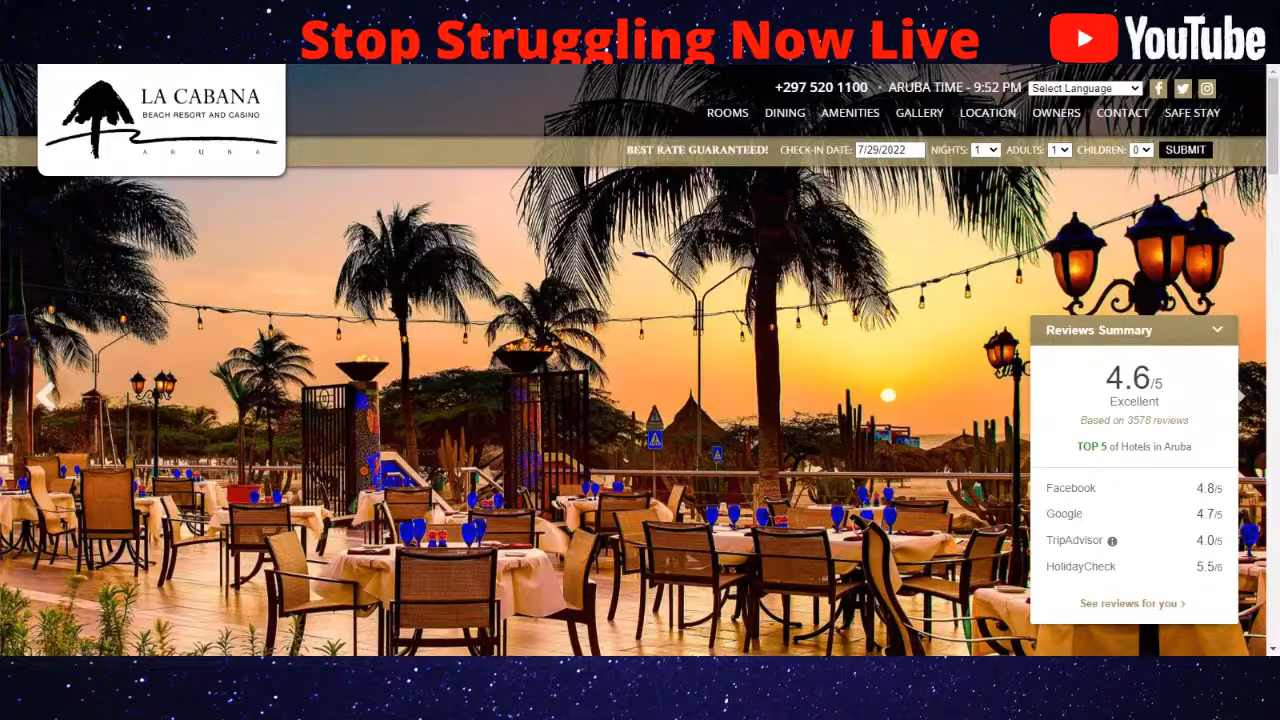 Stop Struggling Now Live
YouTube
LA CABANA
BEACH RESORT AND CASINO
ARUBA
+297 520 1100 · ARUBA TIME - 9:52 PM Select Language
ROOMS DINING AMENITIES GALLERY LOCATION OWNERS CONTACT SAFE STAY
BEST RATE GUARANTEED! CHECK-IN DATE: 7/29/2022 NIGHTS: 1 ADULTS: 1 CHILDREN: 0 SUBMIT
Reviews Summary
4.6/5
Excellent
Based on 3578 reviews
TOP 5 of Hotels in Aruba
Facebook 4.8/5
Google 4.7/5
TripAdvisor 4.0/5
HolidayCheck 5.5/6
See reviews for you >